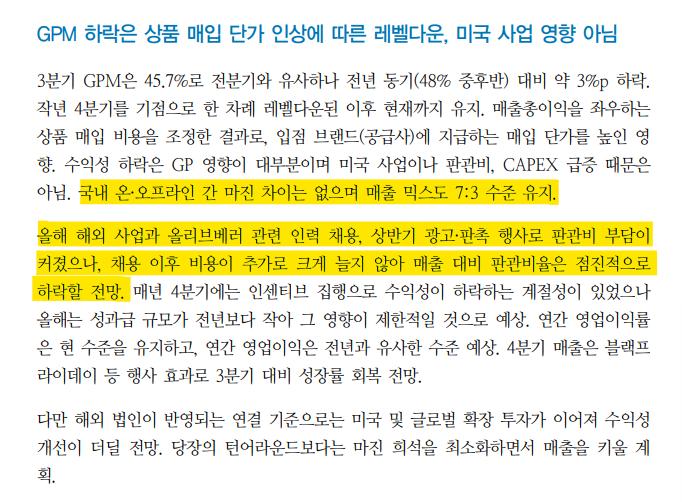 GPM 하락은 상품 매입 단가 인상에 따른 레벨다운, 미국 사업 영향 아님
3분기 GPM은 45.7%로 전분기와 유사하나 전년 동기(48% 중후반) 대비 약 3%p 하락.
작년 4분기를 기점으로 한 차례 레벨다운된 이후 현재까지 유지. 매출총이익을 좌우하는
상품 매입 비용을 조정한 결과로, 입점 브랜드(공급사)에 지급하는 매입 단가를 높인 영
향. 수익성 하락은 GP 영향이 대부분이며 미국 사업이나 판관비, CAPEX 급증 때문은
아님. 국내 온·오프라인 간 마진 차이는 없으며 매출 믹스도 7:3 수준 유지.
올해 해외 사업과 올리브베러 관련 인력 채용, 상반기 광고·판촉 행사로 판관비 부담이
커졌으나, 채용 이후 비용이 추가로 크게 늘지 않아 매출 대비 판관비율은 점진적으로
하락할 전망. 매년 4분기에는 인센티브 집행으로 수익성이 하락하는 계절성이 있었으나
올해는 성과급 규모가 전년보다 작아 그 영향이 제한적일 것으로 예상. 연간 영업이익률
은 현 수준을 유지하고, 연간 영업이익은 전년과 유사한 수준 예상. 4분기 매출은 블랙프
라이데이 등 행사 효과로 3분기 대비 성장률 회복 전망.
다만 해외 법인이 반영되는 연결 기준으로는 미국 및 글로벌 확장 투자가 이어져 수익성
개선이 더딜 전망. 당장의 턴어라운드보다는 마진 희석을 최소화하면서 매출을 키울 계
획.